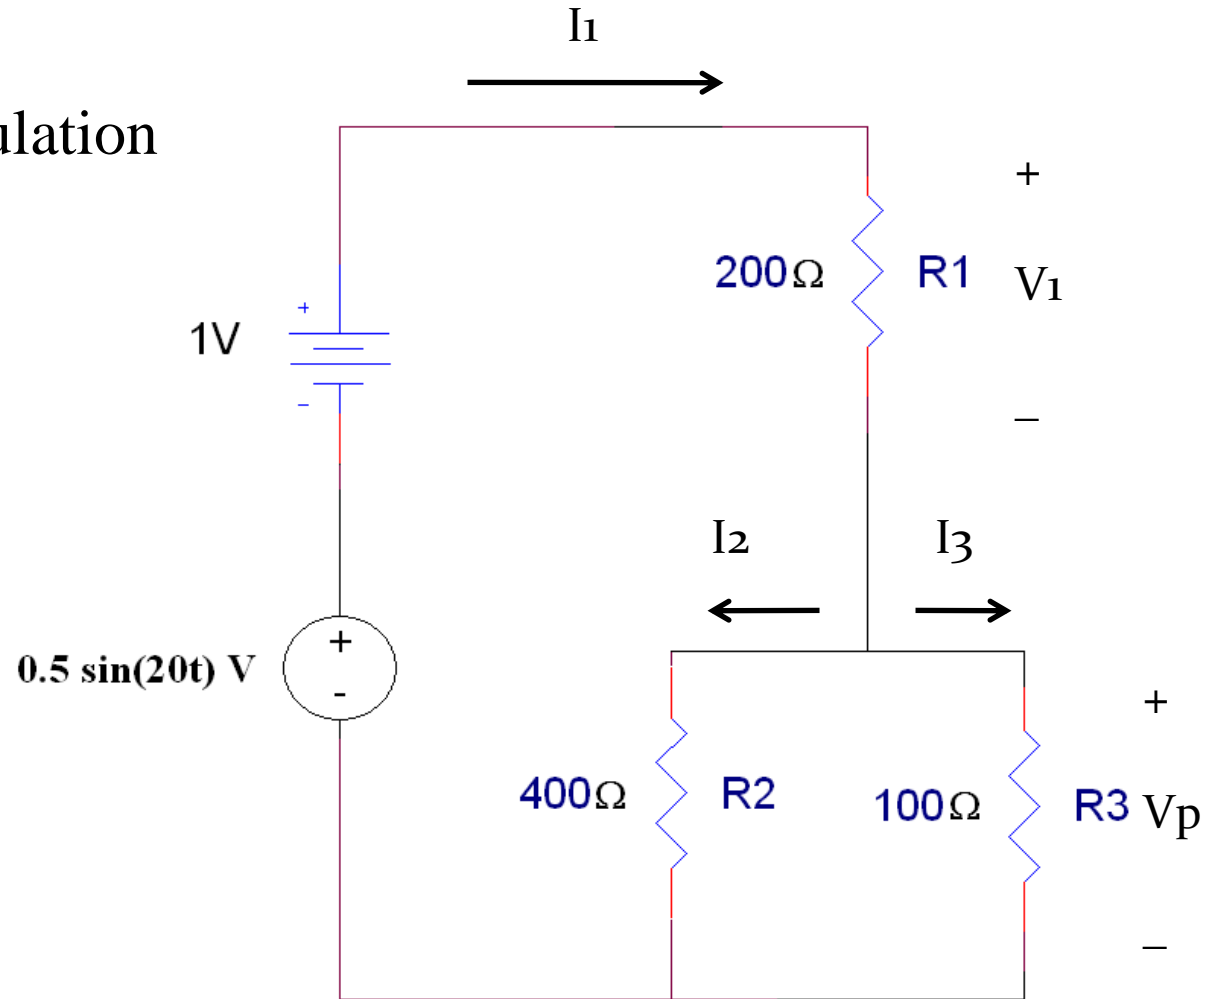 I1
ulation
+
200Ω R1 V1
+
1V
-
–
I2 I3
+
0.5 sin(20t) V
-
+
400Ω R2 100Ω R3 Vp
–